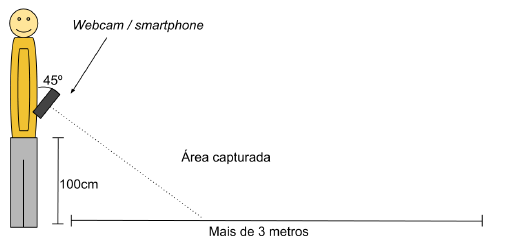 Webcam / smartphone
45º
Área capturada
100cm
Mais de 3 metros